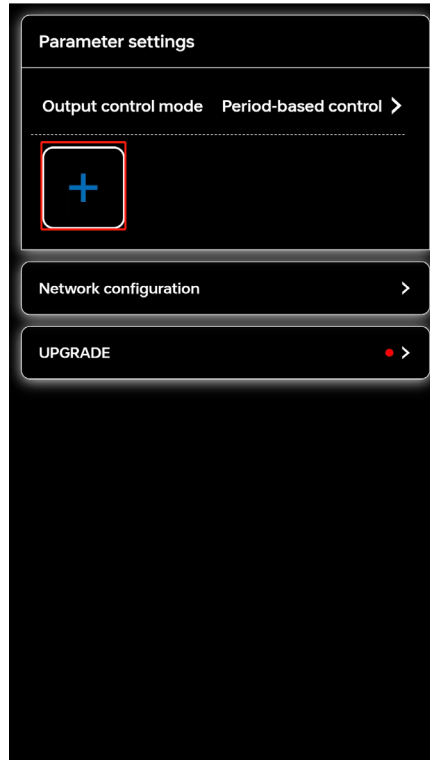 Parameter settings
Output control mode Period-based control
Network configuration
UPGRADE